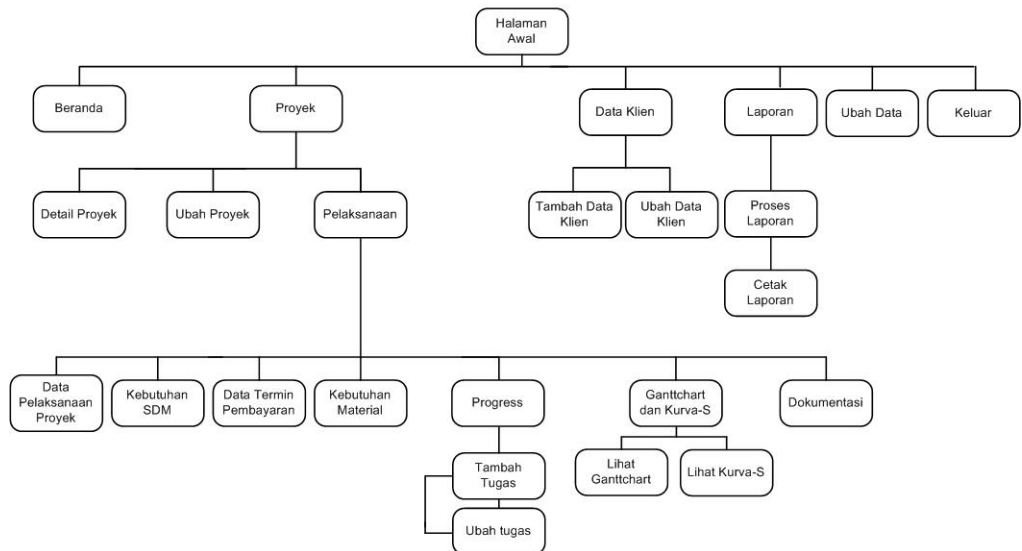 Halaman
Awal
Beranda
Proyek
Data Klien
Laporan
Ubah Data
Keluar
Detail Proyek
Ubah Proyek
Pelaksanaan
Tambah Data
Klien
Ubah Data
Klien
Proses
Laporan
Cetak
Laporan
Data
Pelaksanaan
Proyek
Kebutuhan
SDM
Data Termin
Pembayaran
Kebutuhan
Material
Progress
Ganttchart
dan Kurva-S
Dokumentasi
Tambah
Tugas
Lihat
Ganttchart
Lihat Kurva-S
Ubah tugas